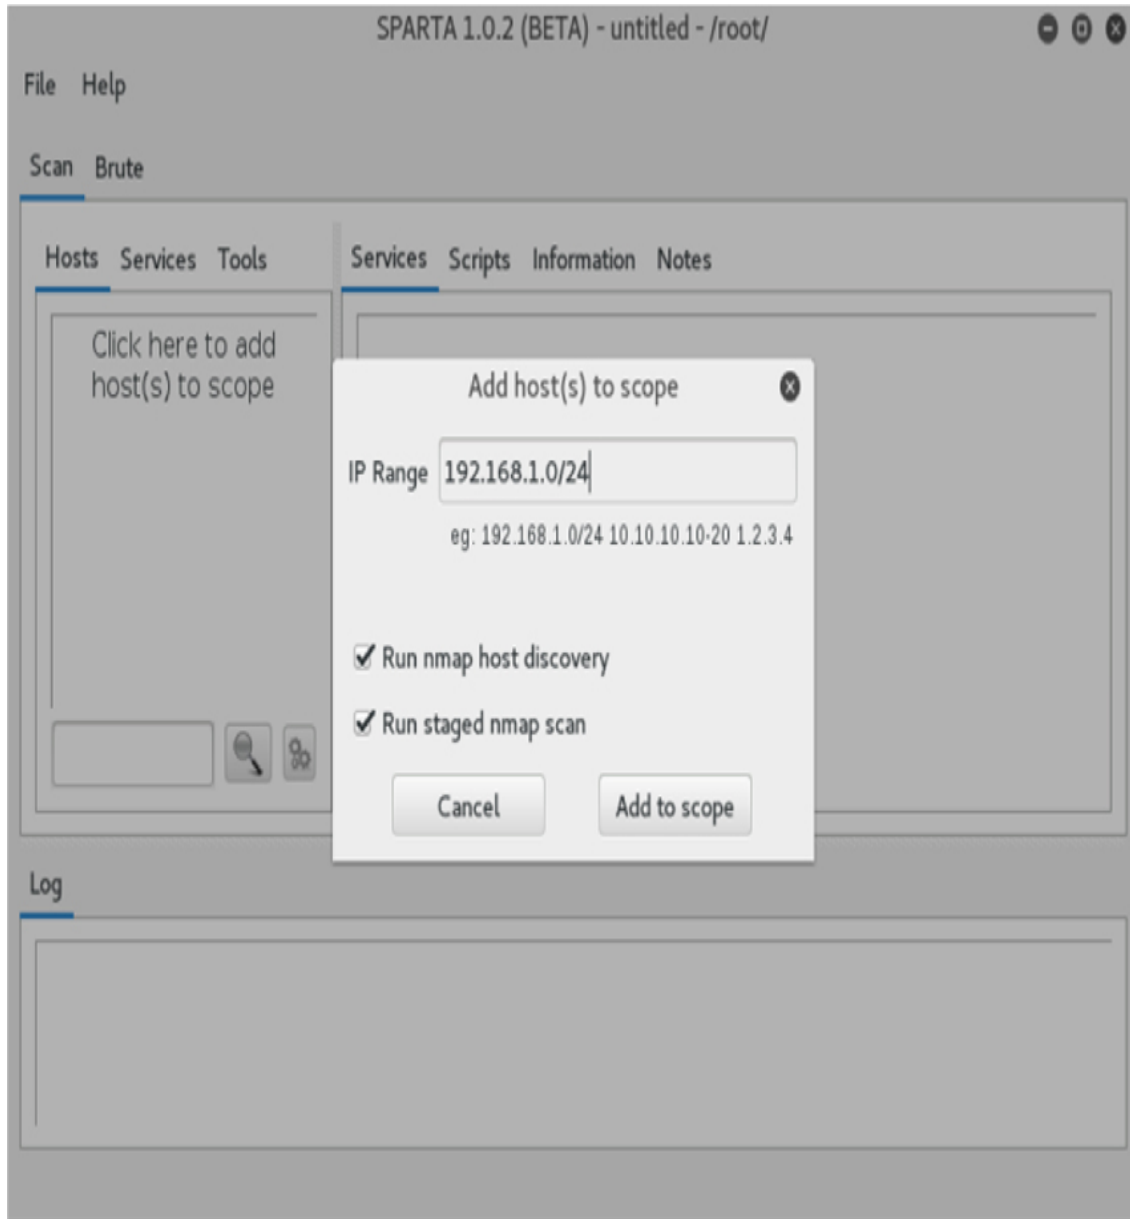 SPARTA 1.0.2 (BETA) - untitled - /root/
File Help
Scan Brute
Hosts Services Tools
Services Scripts Information Notes
Click here to add
host(s) to scope
Add host(s) to scope
IP Range 192.168.1.0/24
eg: 192.168.1.0/24 10.10.10.10-20 1.2.3.4
Run nmap host discovery
Run staged nmap scan
Cancel Add to scope
Log